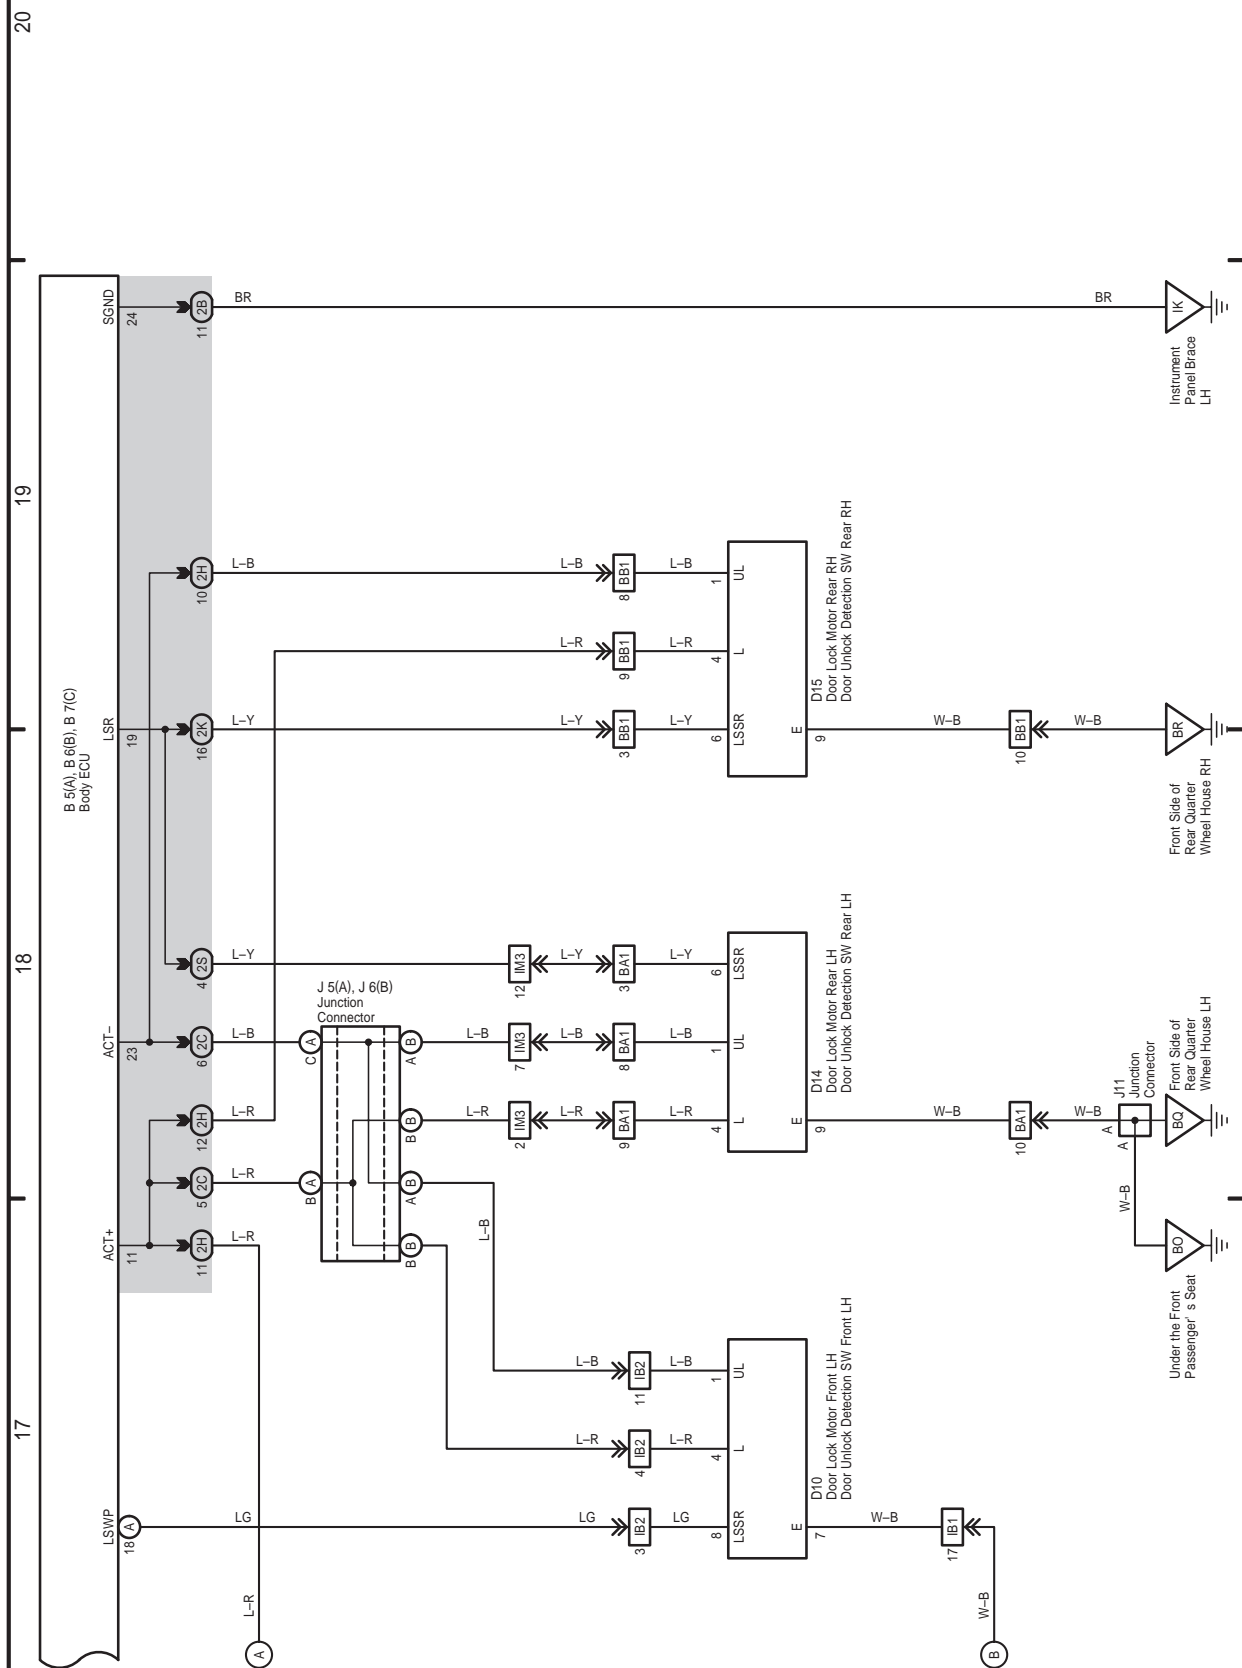 20
19
18
17
B 5(A), B 6(B), B 7(C)
Body ECU
LSWP
18
A
LG
LG
3
IB2
LG
8
LSSR
ACT+
11
11
2H
L–R
L–R
A
5
2C
L–R
12
2H
L–R
ACT–
23
6
2C
L–B
4
2S
L–Y
LSR
19
16
2K
L–Y
10
2H
L–B
SGND
24
11
2B
BR
BR
IK
Instrument
Panel Brace
LH
J 5(A), J 6(B)
Junction
Connector
B
A
C
A
B
B
A
B
B
B
A
B
L–B
L–R
4
IB2
L–R
4
L
L–B
11
IB2
L–B
1
UL
D10
Door Lock Motor Front LH
Door Unlock Detection SW Front LH
E
7
W–B
17
IB1
W–B
B
L–R
2
IM3
L–R
9
BA1
L–R
4
L
L–B
7
IM3
L–B
8
BA1
L–B
1
UL
12
IM3
L–Y
3
BA1
L–Y
6
LSSR
D14
Door Lock Motor Rear LH
Door Unlock Detection SW Rear LH
E
9
W–B
10
BA1
W–B
A
A
J11
Junction
Connector
W–B
BO
Under the Front
Passenger’ s Seat
BQ
Front Side of
Rear Quarter
Wheel House LH
L–Y
3
BB1
L–Y
6
LSSR
L–R
9
BB1
L–R
4
L
L–B
8
BB1
L–B
1
UL
D15
Door Lock Motor Rear RH
Door Unlock Detection SW Rear RH
E
9
W–B
10
BB1
W–B
BR
Front Side of
Rear Quarter
Wheel House RH